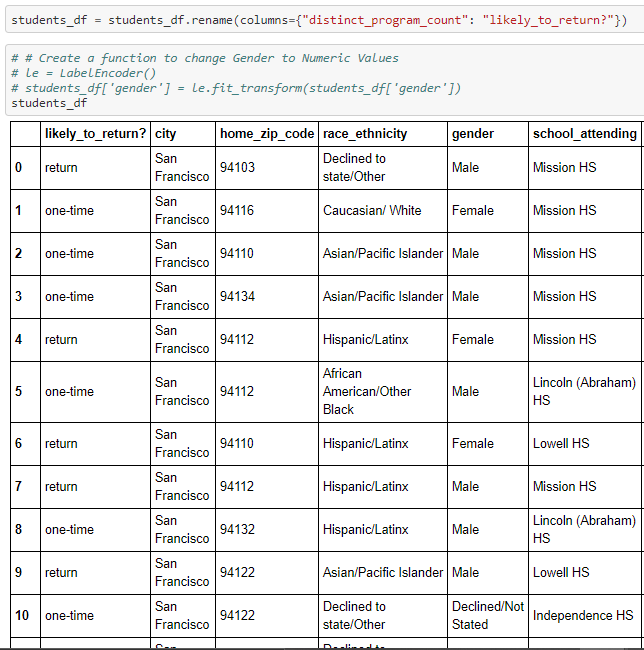 students_df = students_df.rename(columns={"distinct_program_count": "likely_to_return?"})
# # Create a function to change Gender to Numeric Values
# le = LabelEncoder()
# students_df['gender'] = le.fit_transform(students_df['gender'])
students_df
likely_to_return? city home_zip_code race_ethnicity gender school_attending
0 return San Francisco 94103 Declined to state/Other Male Mission HS
1 one-time San Francisco 94116 Caucasian/ White Female Mission HS
2 one-time San Francisco 94110 Asian/Pacific Islander Male Mission HS
3 one-time San Francisco 94134 Asian/Pacific Islander Male Mission HS
4 return San Francisco 94112 Hispanic/Latinx Female Mission HS
5 one-time San Francisco 94112 African American/Other Black Male Lincoln (Abraham) HS
6 return San Francisco 94110 Hispanic/Latinx Female Lowell HS
7 return San Francisco 94112 Hispanic/Latinx Male Mission HS
8 one-time San Francisco 94132 Hispanic/Latinx Male Lincoln (Abraham) HS
9 return San Francisco 94122 Asian/Pacific Islander Male Lowell HS
10 one-time San Francisco 94122 Declined to state/Other Declined/Not Stated Independence HS